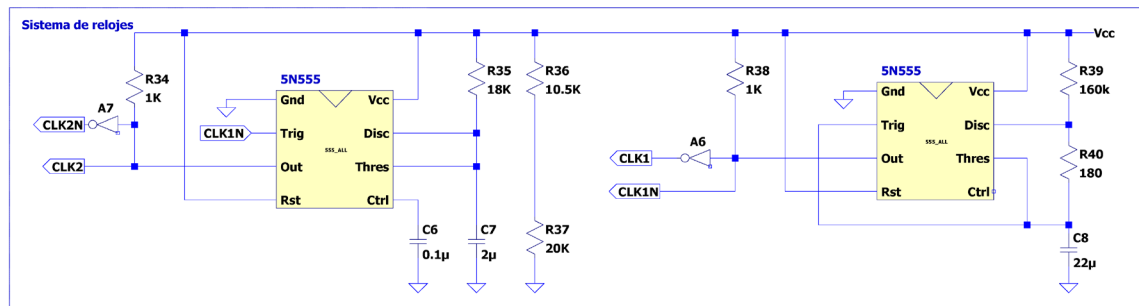 Sistema de relojes
Vcc
R34
1K
A7
CLK2N
CLK2
5N555
Gnd
Vcc
Trig
Disc
555_ALL
Out
Thres
Rst
Ctrl
CLK1N
R35
18K
R36
10.5K
C6
0.1µ
C7
2µ
R37
20K
R38
1K
A6
CLK1
CLK1N
5N555
Gnd
Vcc
Trig
Disc
555_ALL
Out
Thres
Rst
Ctrl
R39
160k
R40
180
C8
22µ